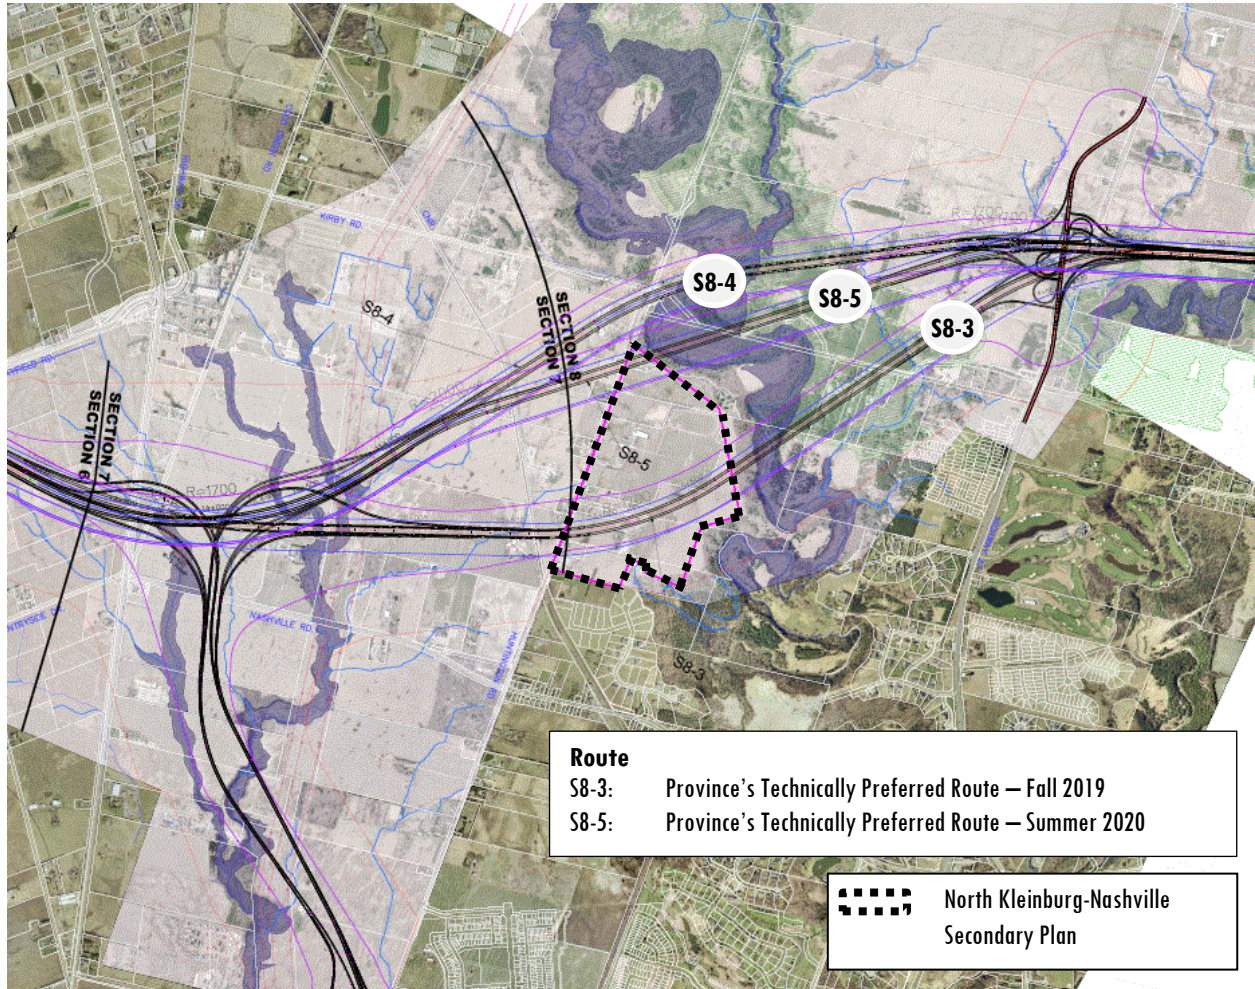 KIRBY RD.
CNR
S8-4
SECTION 8
SECTION 7
S8-4
S8-5
S8-3
SECTION 7
SECTION 6
R=1700
S8-5
NASHVILLE RD.
S8-3
Route
S8-3: Province's Technically Preferred Route – Fall 2019
S8-5: Province's Technically Preferred Route – Summer 2020
North Kleinburg-Nashville
Secondary Plan